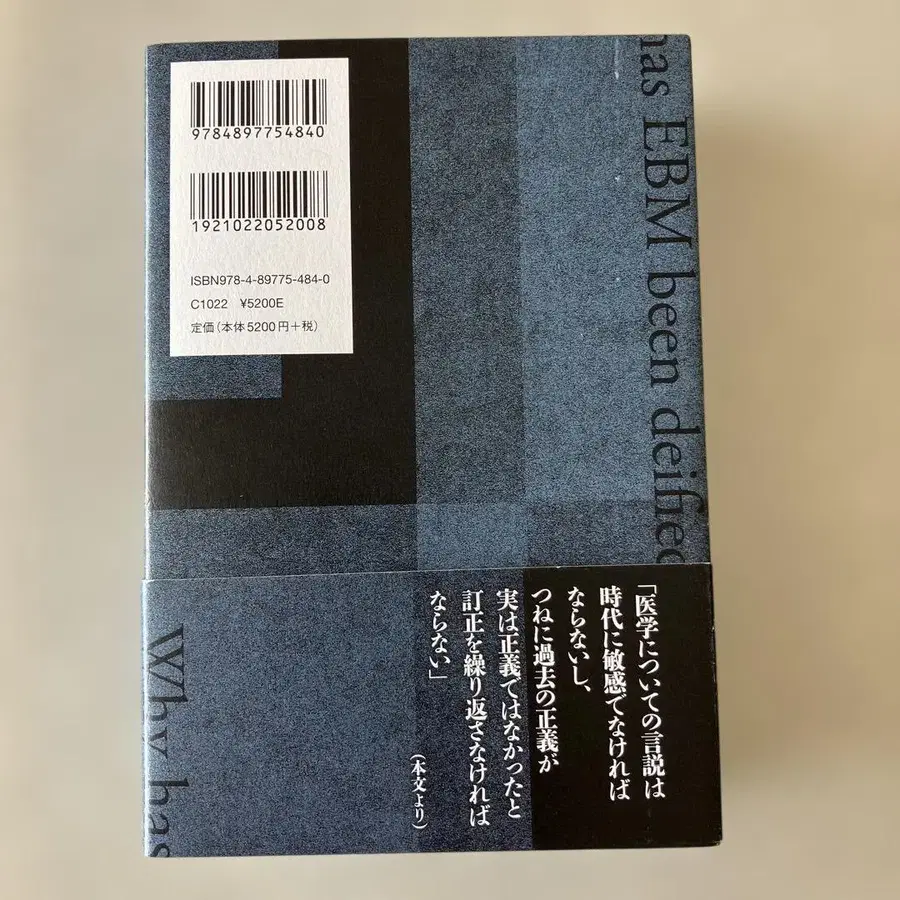 9784897754840
1921022052008
ISBN978-4-89775-484-0
C1022 ¥5200E
定価(本体5200円+税)
has EBM been deified
Why has
「医学についての言説は
時代に敏感でなければ
ならないし、
つねに過去の正義が
実は正義ではなかったと
訂正を繰り返さなければ
ならない」
(本文より)